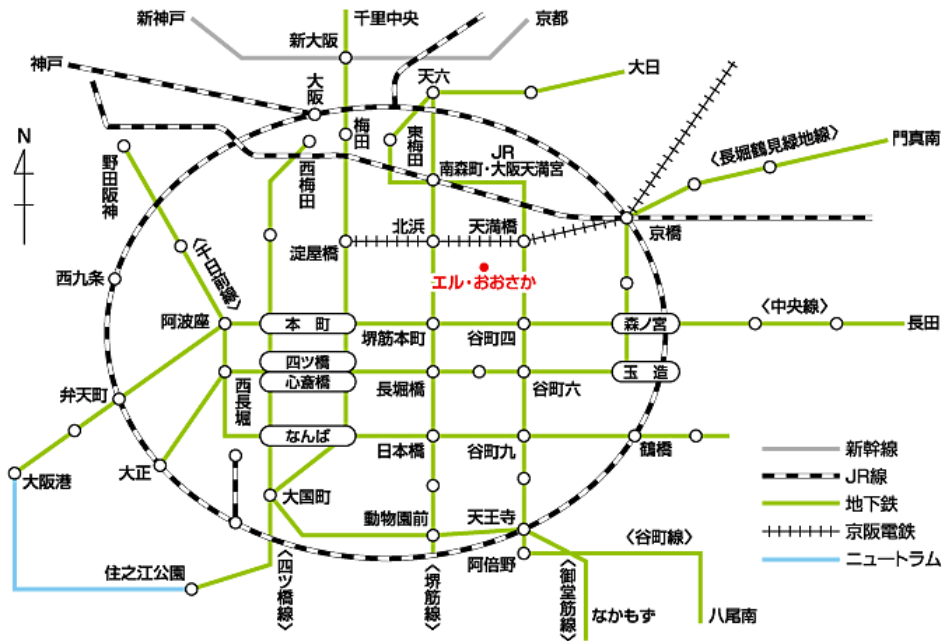 新神戸
千里中央
京都
新大阪
神戸
大阪
天六
大日
N
梅田
東梅田
JR
南森町・大阪天満宮
〈長堀鶴見緑地線〉
門真南
野田阪神
西梅田
京橋
淀屋橋
北浜
天満橋
西九条
〈千日前線〉
エル・おおさか
〈中央線〉
阿波座
本町
堺筋本町
谷町四
森ノ宮
長田
四ツ橋
心斎橋
西長堀
長堀橋
谷町六
玉造
弁天町
なんば
日本橋
谷町九
鶴橋
大正
大阪港
大国町
動物園前
天王寺
阿倍野
〈谷町線〉
住之江公園
〈四ツ橋線〉
〈堺筋線〉
〈御堂筋線〉
なかもず
八尾南
新幹線
JR線
地下鉄
京阪電鉄
ニュートラム